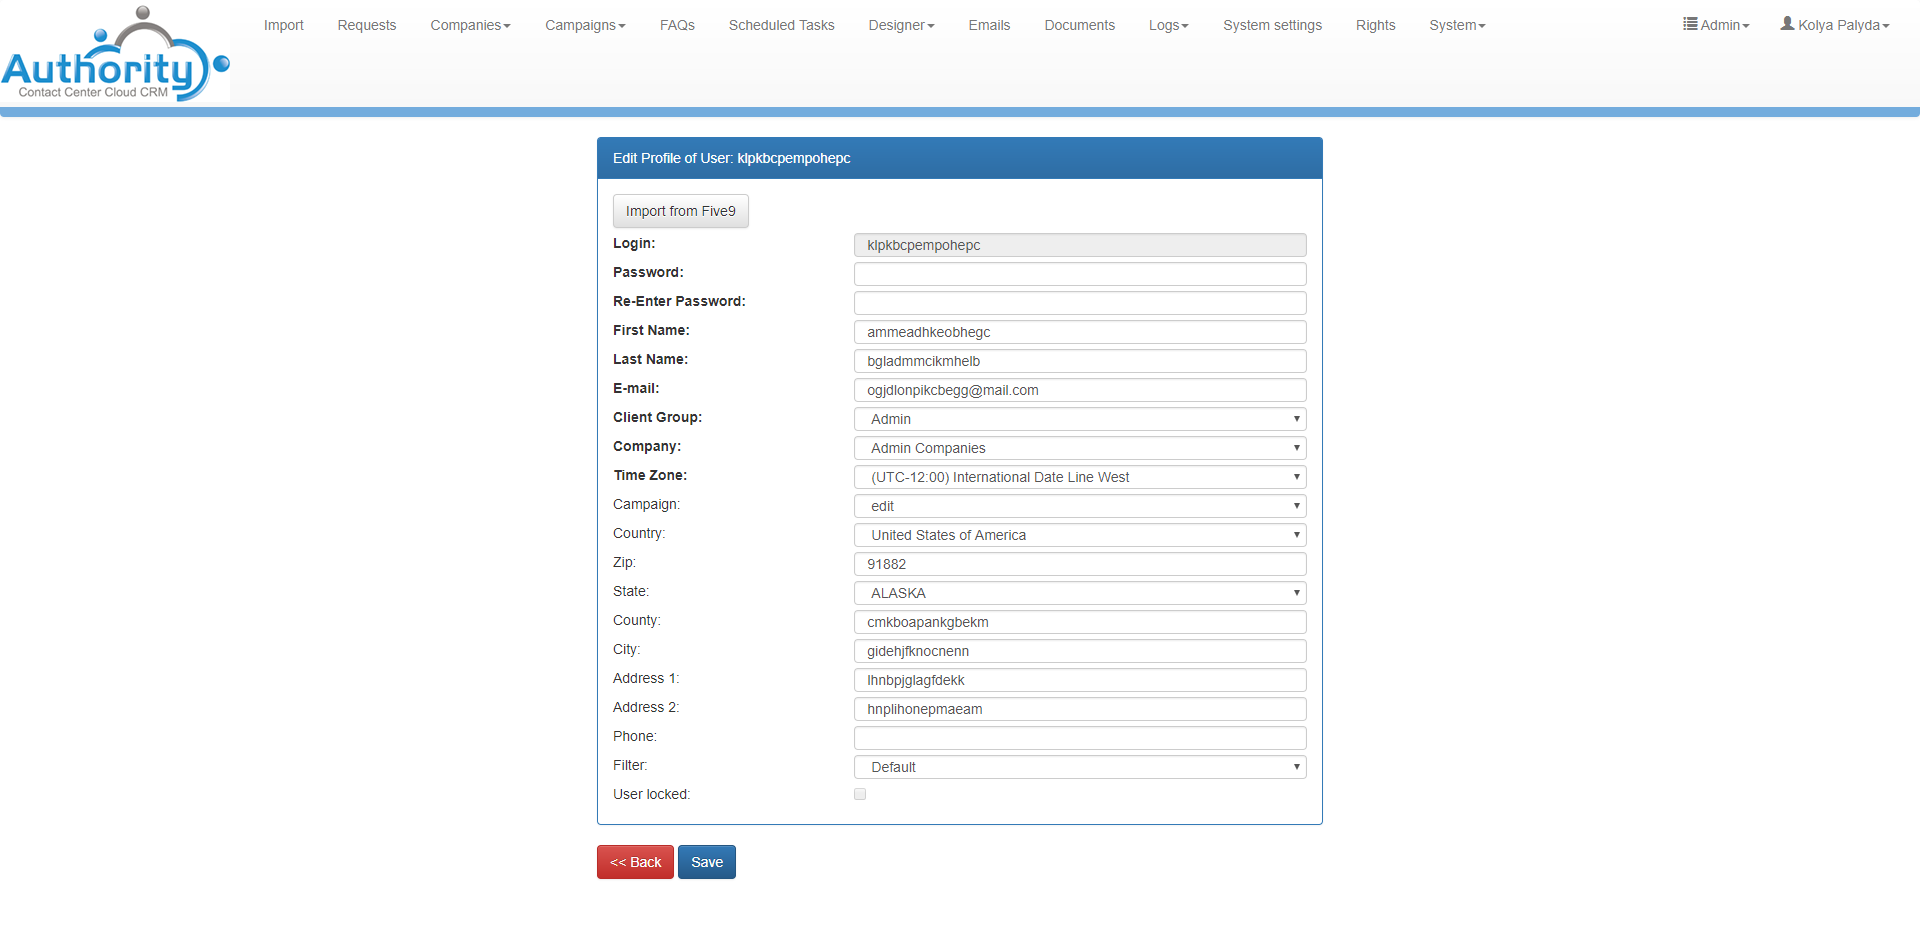 Import Requests Companies Campaigns FAQs Scheduled Tasks Designer Emails Documents Logs System settings Rights System Admin Kolya Palyda
Authority
Contact Center Cloud CRM
Edit Profile of User: klpkbcpempohepc
Import from Five9
Login: klpkbcpempohepc
Password:
Re-Enter Password:
First Name: ammeadhkeobhegc
Last Name: bgladmmcikmhelb
E-mail: ogjdlonpikcbegg@mail.com
Client Group: Admin
Company: Admin Companies
Time Zone: (UTC-12:00) International Date Line West
Campaign: edit
Country: United States of America
Zip: 91882
State: ALASKA
County: cmkboapankgbekm
City: gidehjfknocnenn
Address 1: lhnbpjglagfdekk
Address 2: hnplihonepmaeam
Phone:
Filter: Default
User locked:
<< Back Save